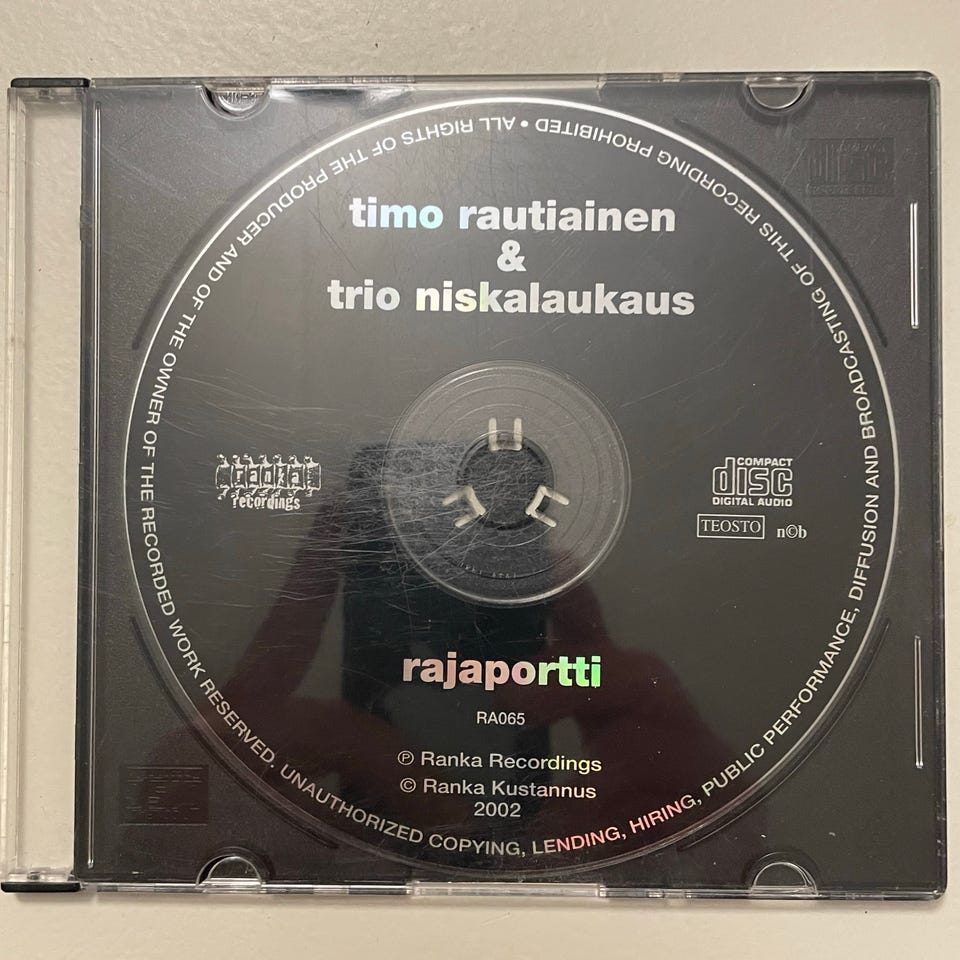 timo rautiainen
&
trio niskalaukaus
ranka
recordings
COMPACT
disc
DIGITAL AUDIO
TEOSTO n©b
rajaportti
RA065
℗ Ranka Recordings
© Ranka Kustannus
2002
• ALL RIGHTS OF THE PRODUCER AND OF THE OWNER OF THE RECORDED WORK RESERVED. UNAUTHORIZED COPYING, LENDING, HIRING, PUBLIC PERFORMANCE, DIFFUSION AND BROADCASTING OF THIS RECORDING PROHIBITED